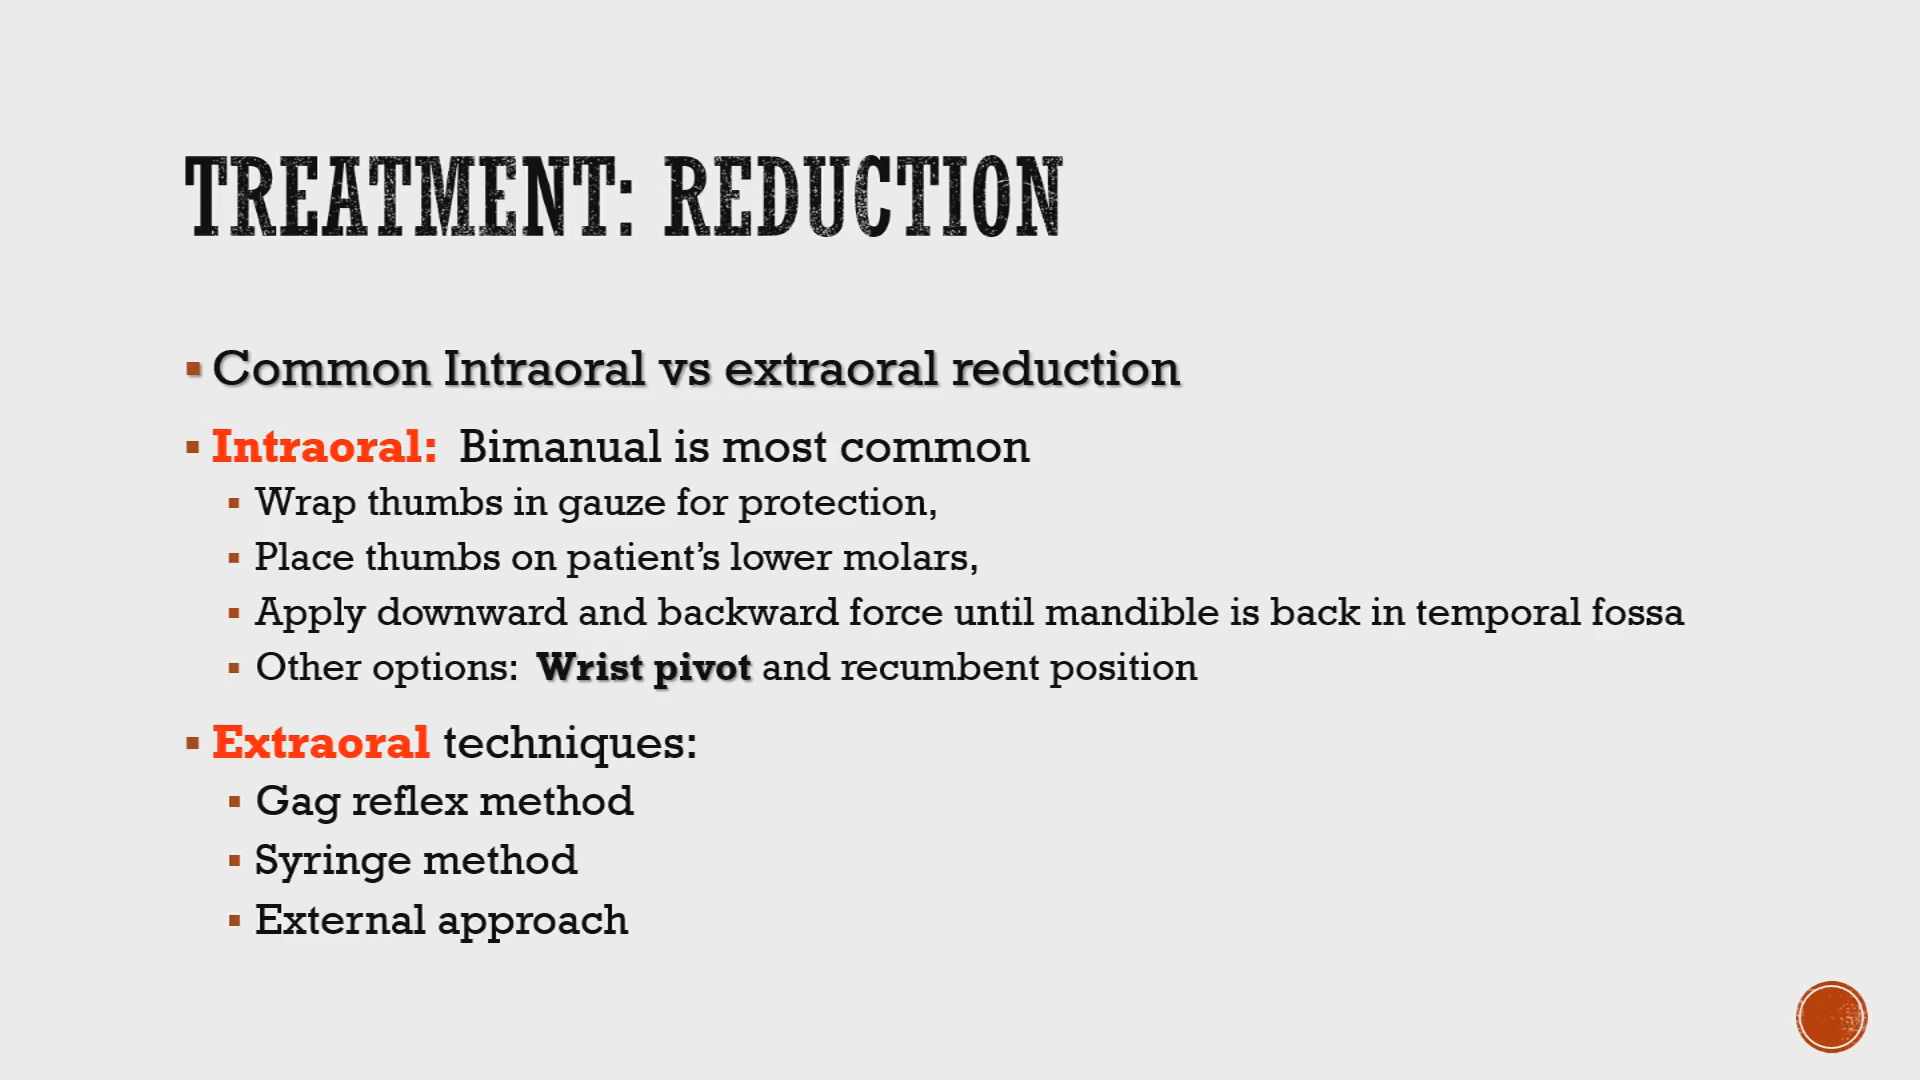 TREATMENT: REDUCTION
Common Intraoral vs extraoral reduction
Intraoral: Bimanual is most common
Wrap thumbs in gauze for protection,
Place thumbs on patient’s lower molars,
Apply downward and backward force until mandible is back in temporal fossa
Other options: Wrist pivot and recumbent position
Extraoral techniques:
Gag reflex method
Syringe method
External approach